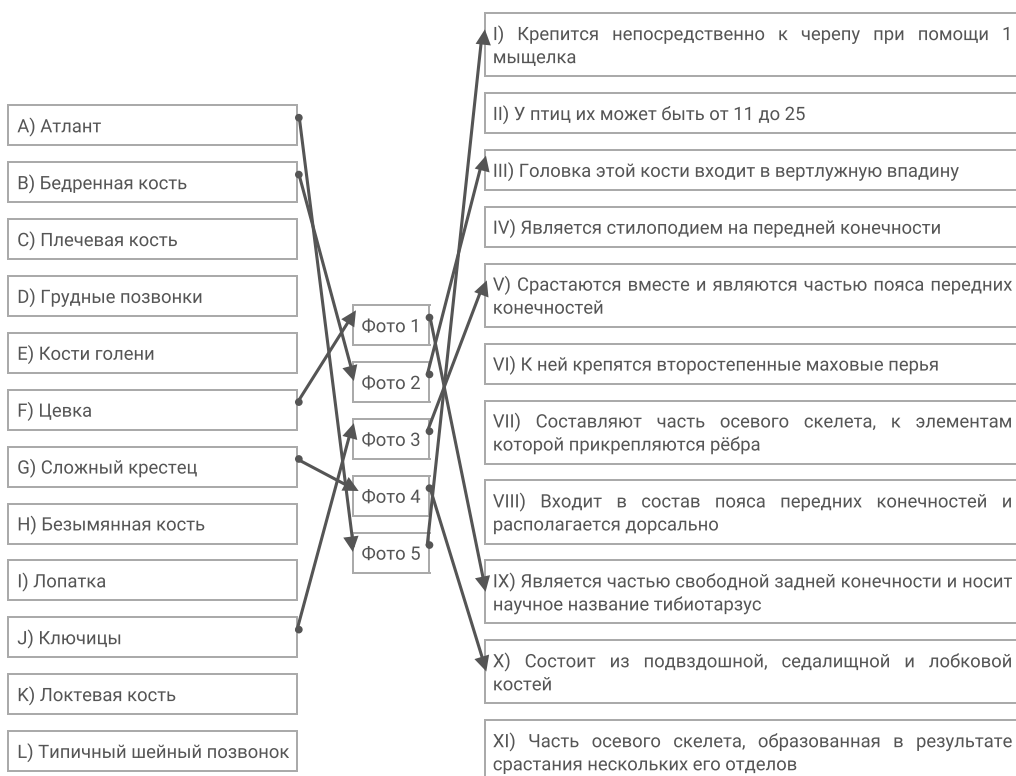 A) Атлант
B) Бедренная кость
C) Плечевая кость
D) Грудные позвонки
E) Кости голени
F) Цевка
G) Сложный крестец
H) Безымянная кость
I) Лопатка
J) Ключицы
K) Локтевая кость
L) Типичный шейный позвонок
Фото 1
Фото 2
Фото 3
Фото 4
Фото 5
I) Крепится непосредственно к черепу при помощи 1
мыщелка
II) У птиц их может быть от 11 до 25
III) Головка этой кости входит в вертлужную впадину
IV) Является стилоподием на передней конечности
V) Срастаются вместе и являются частью пояса передних
конечностей
VI) К ней крепятся второстепенные маховые перья
VII) Составляют часть осевого скелета, к элементам
которой прикрепляются рёбра
VIII) Входит в состав пояса передних конечностей и
располагается дорсально
IX) Является частью свободной задней конечности и носит
научное название тибиотарзус
X) Состоит из подвздошной, седалищной и лобковой
костей
XI) Часть осевого скелета, образованная в результате
срастания нескольких его отделов